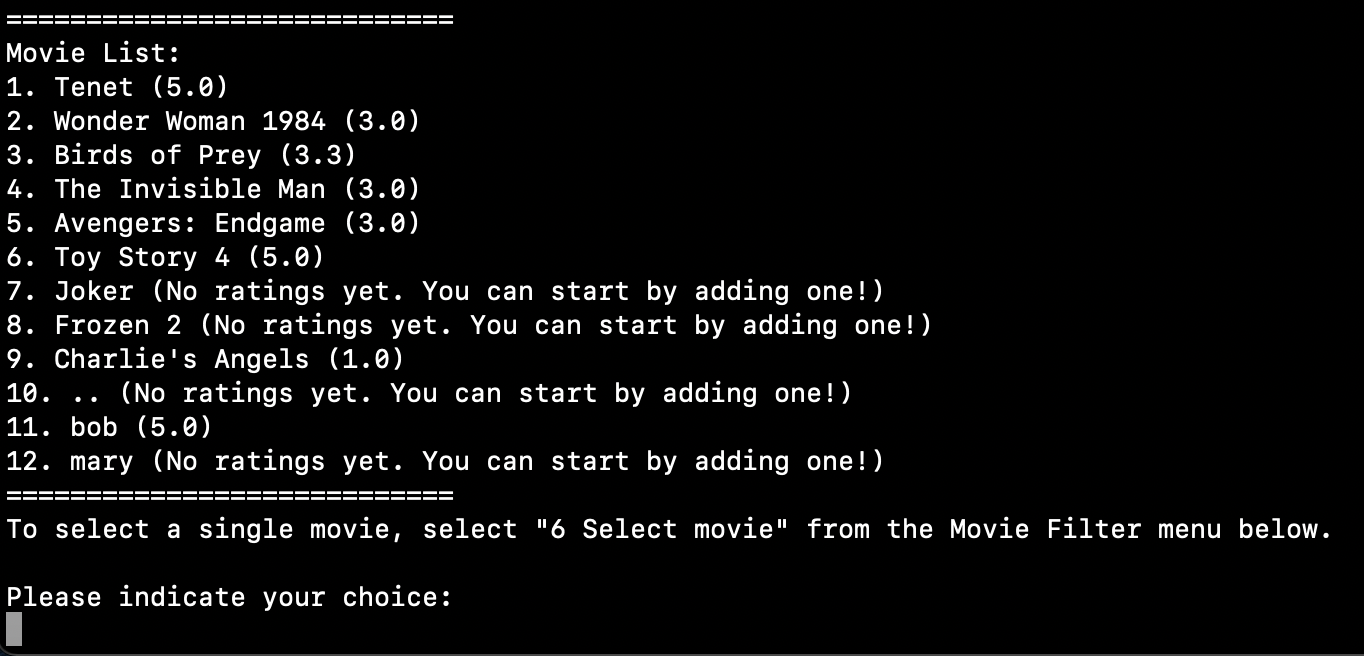 ============================
Movie List:
1. Tenet (5.0)
2. Wonder Woman 1984 (3.0)
3. Birds of Prey (3.3)
4. The Invisible Man (3.0)
5. Avengers: Endgame (3.0)
6. Toy Story 4 (5.0)
7. Joker (No ratings yet. You can start by adding one!)
8. Frozen 2 (No ratings yet. You can start by adding one!)
9. Charlie's Angels (1.0)
10. .. (No ratings yet. You can start by adding one!)
11. bob (5.0)
12. mary (No ratings yet. You can start by adding one!)
============================
To select a single movie, select "6 Select movie" from the Movie Filter menu below.
Please indicate your choice: